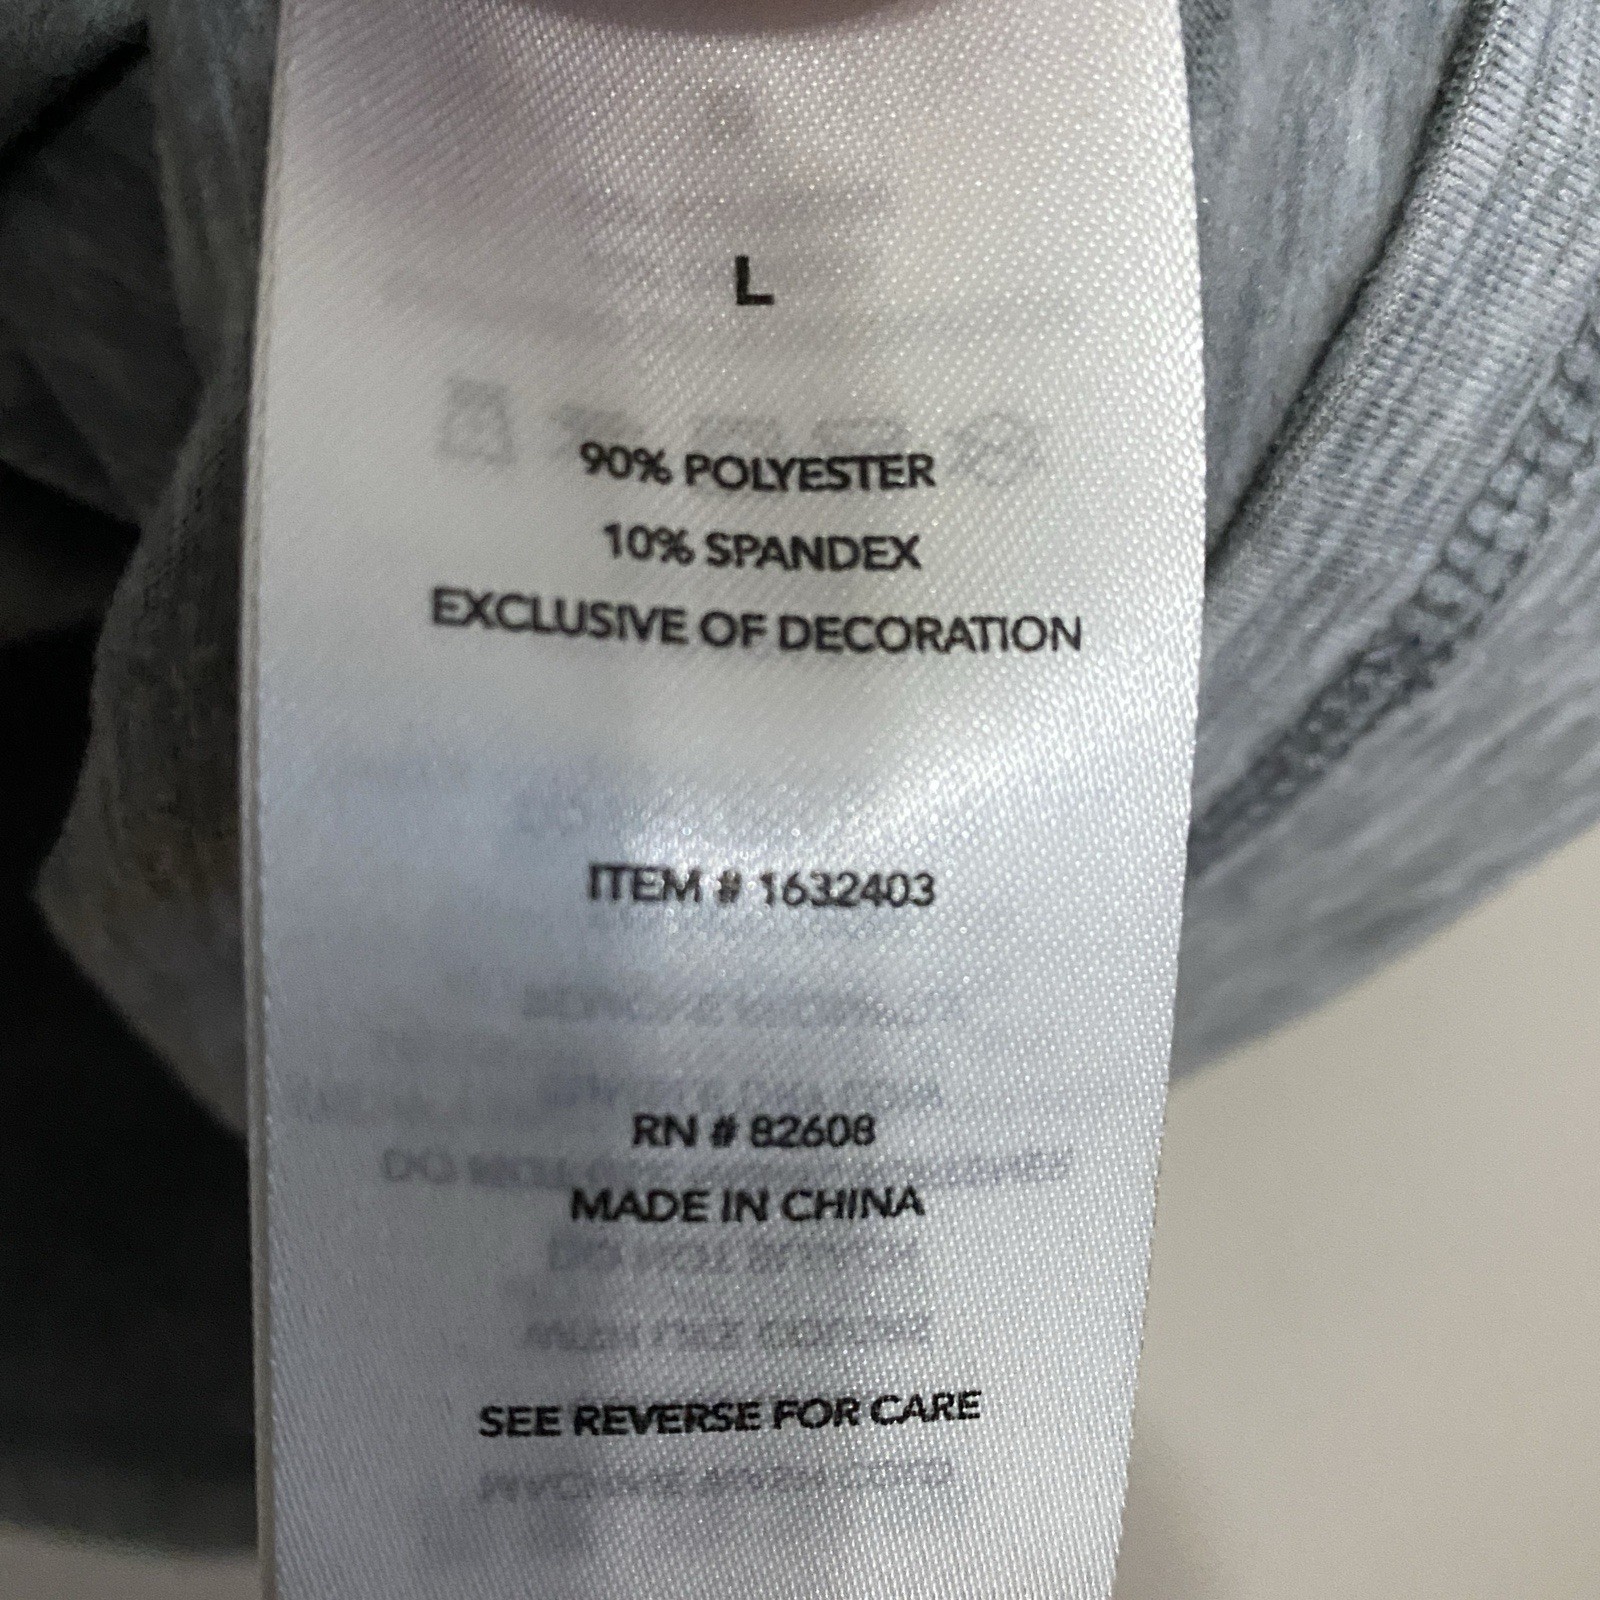 L
90% POLYESTER
10% SPANDEX
EXCLUSIVE OF DECORATION
ITEM # 1632403
RN # 82608
MADE IN CHINA
SEE REVERSE FOR CARE